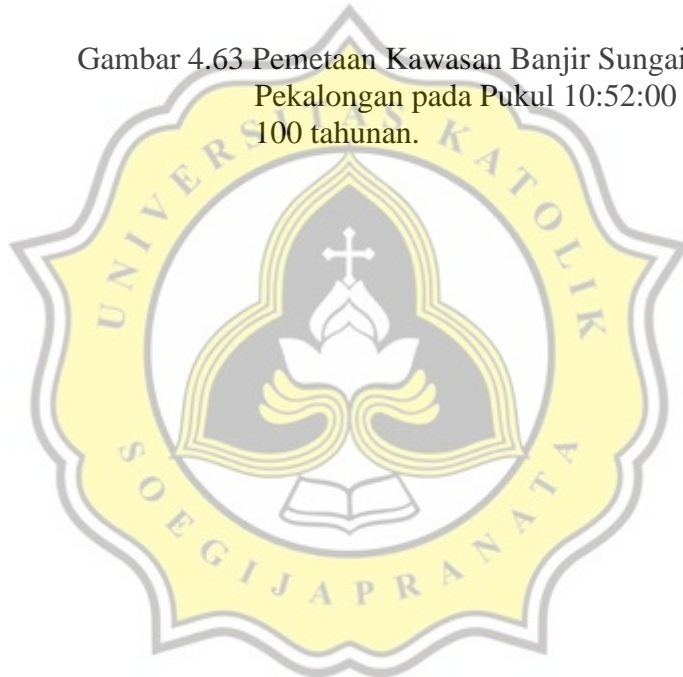 Gambar 4.63 Pemetaan Kawasan Banjir Sungai
Pekalongan pada Pukul 10:52:00
100 tahunan.
UNIVERSITAS KATOLIK
SOEGIJAPRANATA